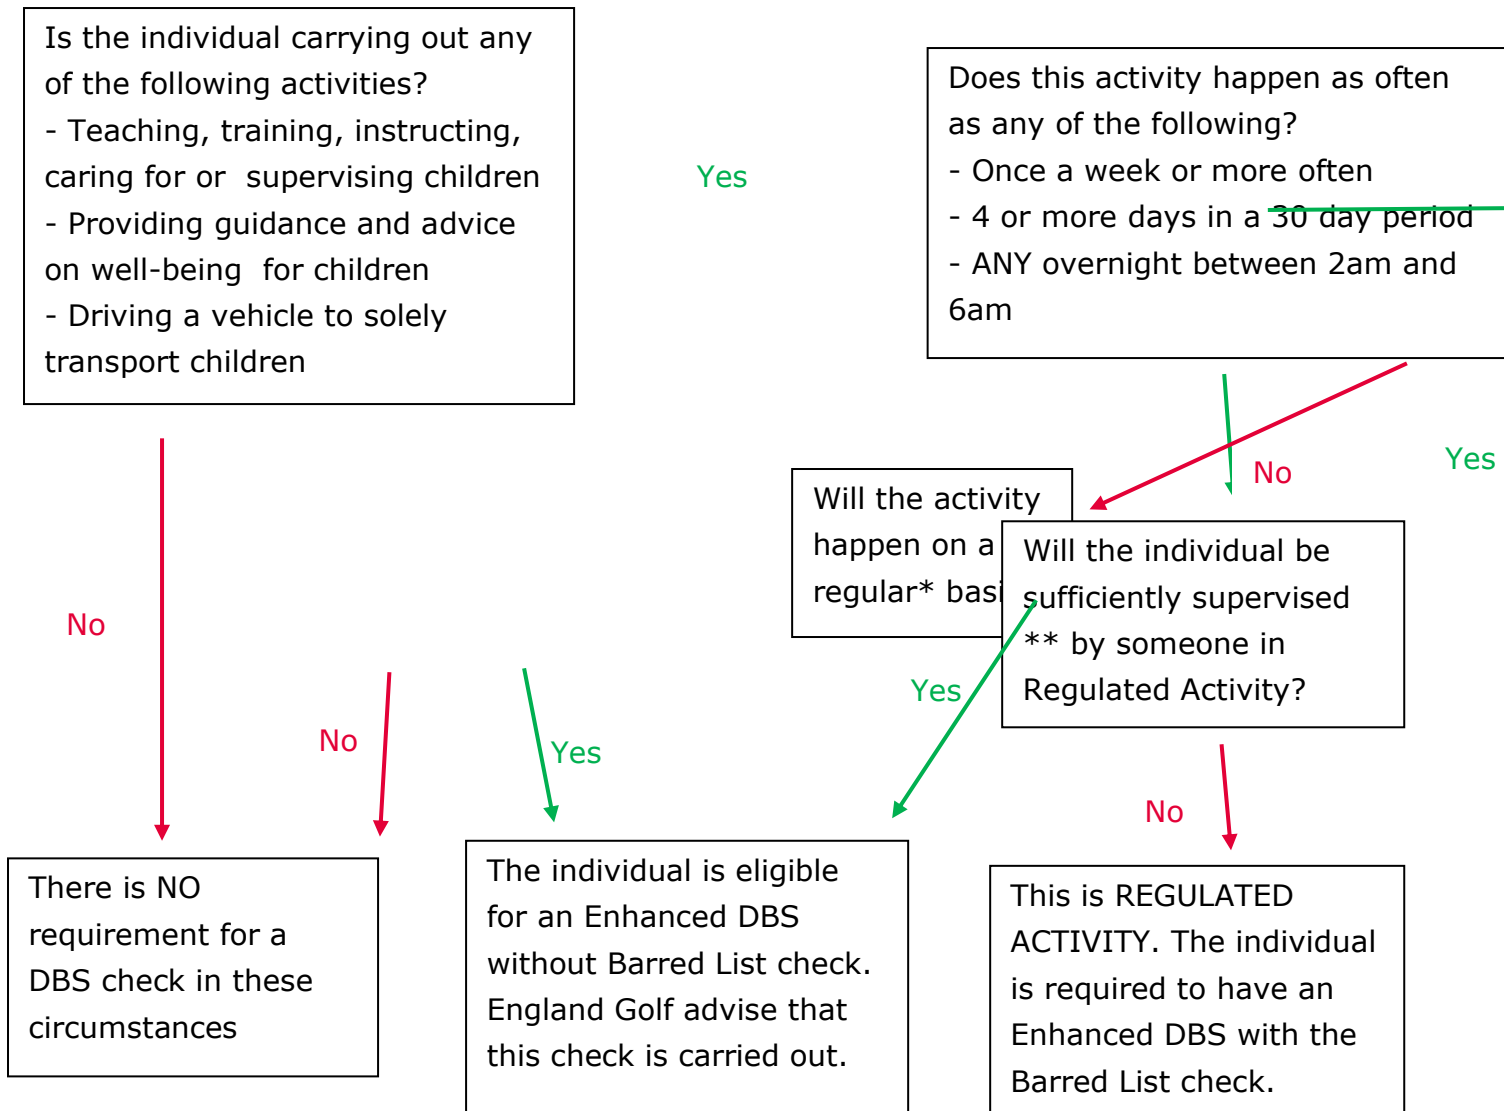 Is the individual carrying out any
of the following activities?
- Teaching, training, instructing,
caring for or  supervising children
- Providing guidance and advice
on well-being  for children
- Driving a vehicle to solely
transport children
Yes
Does this activity happen as often
as any of the following?
- Once a week or more often
- 4 or more days in a 30 day period
- ANY overnight between 2am and
6am
No
Yes
Will the activity
happen on a
regular*
Will the individual be
sufficiently supervised
** by someone in
Regulated Activity?
No
No
Yes
Yes
No
There is NO
requirement for a
DBS check in these
circumstances
The individual is eligible
for an Enhanced DBS
without Barred List check.
England Golf advise that
this check is carried out.
This is REGULATED
ACTIVITY. The individual
is required to have an
Enhanced DBS with the
Barred List check.